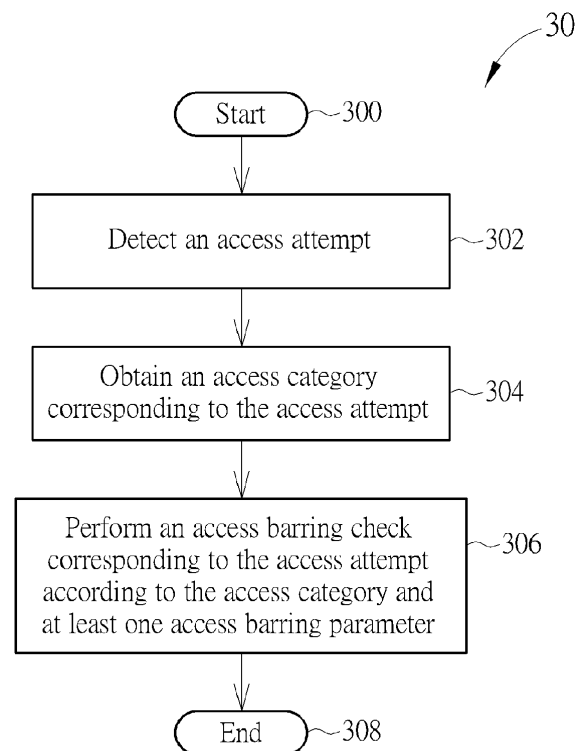 30
Start
300
Detect an access attempt
302
Obtain an access category
corresponding to the access attempt
304
Perform an access barring check
corresponding to the access attempt
according to the access category and
at least one access barring parameter
306
End
308